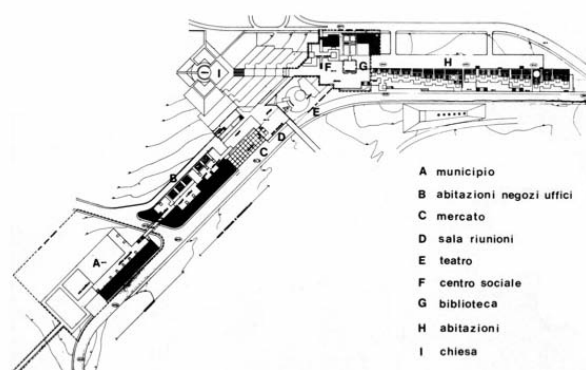 I
F
G
H
E
D
C
B
A
A municipio
B abitazioni negozi uffici
C mercato
D sala riunioni
E teatro
F centro sociale
G biblioteca
H abitazioni
I chiesa